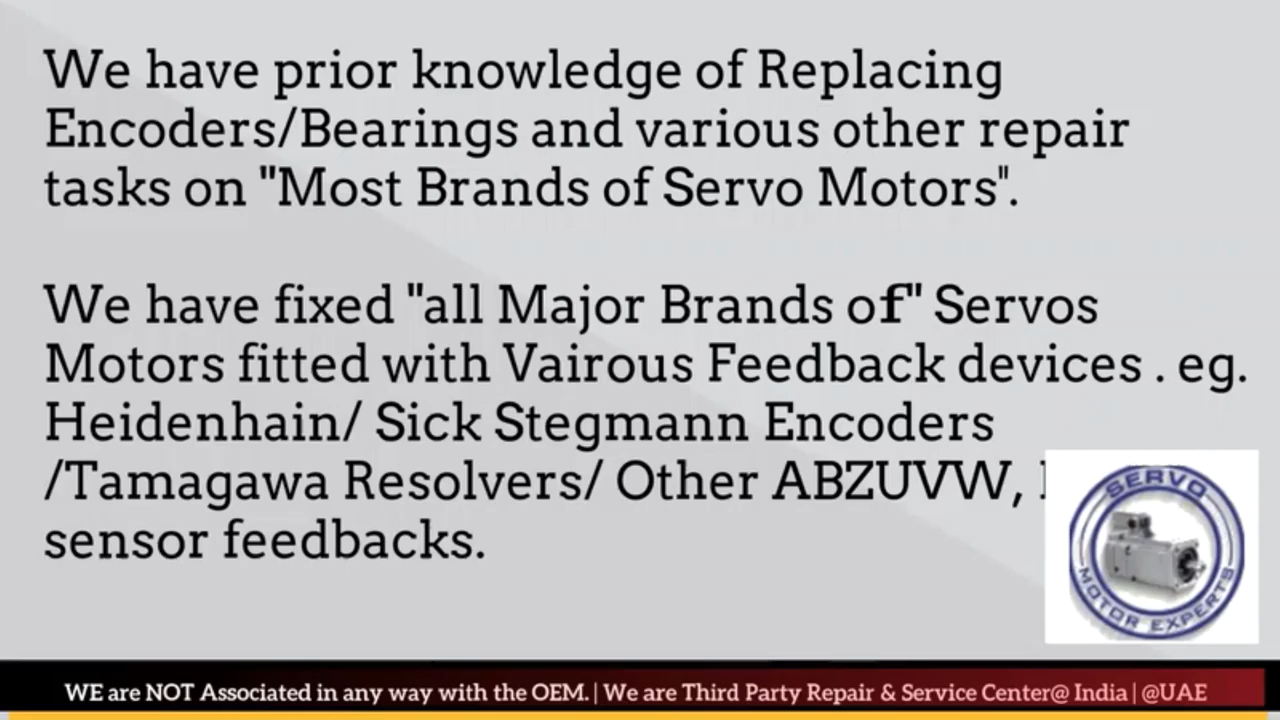 We have prior knowledge of Replacing
Encoders/Bearings and various other repair
tasks on "Most Brands of Servo Motors".
We have fixed "all Major Brands of" Servos
Motors fitted with Vairous Feedback devices . eg.
Heidenhain/ Sick Stegmann Encoders
/Tamagawa Resolvers/ Other ABZUVW,
sensor feedbacks.
SERVO
MOTOR EXPERTS
WE are NOT Associated in any way with the OEM. | We are Third Party Repair & Service Center@ India | @UAE